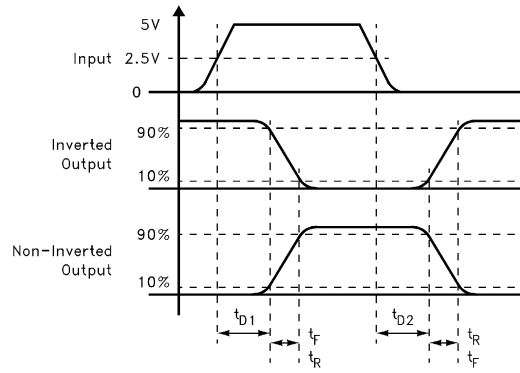 5V
Input
2.5V
0
90%
Inverted
Output
10%
90%
Non-Inverted
Output
10%
tD1
tF
tR
tD2
tR
tF